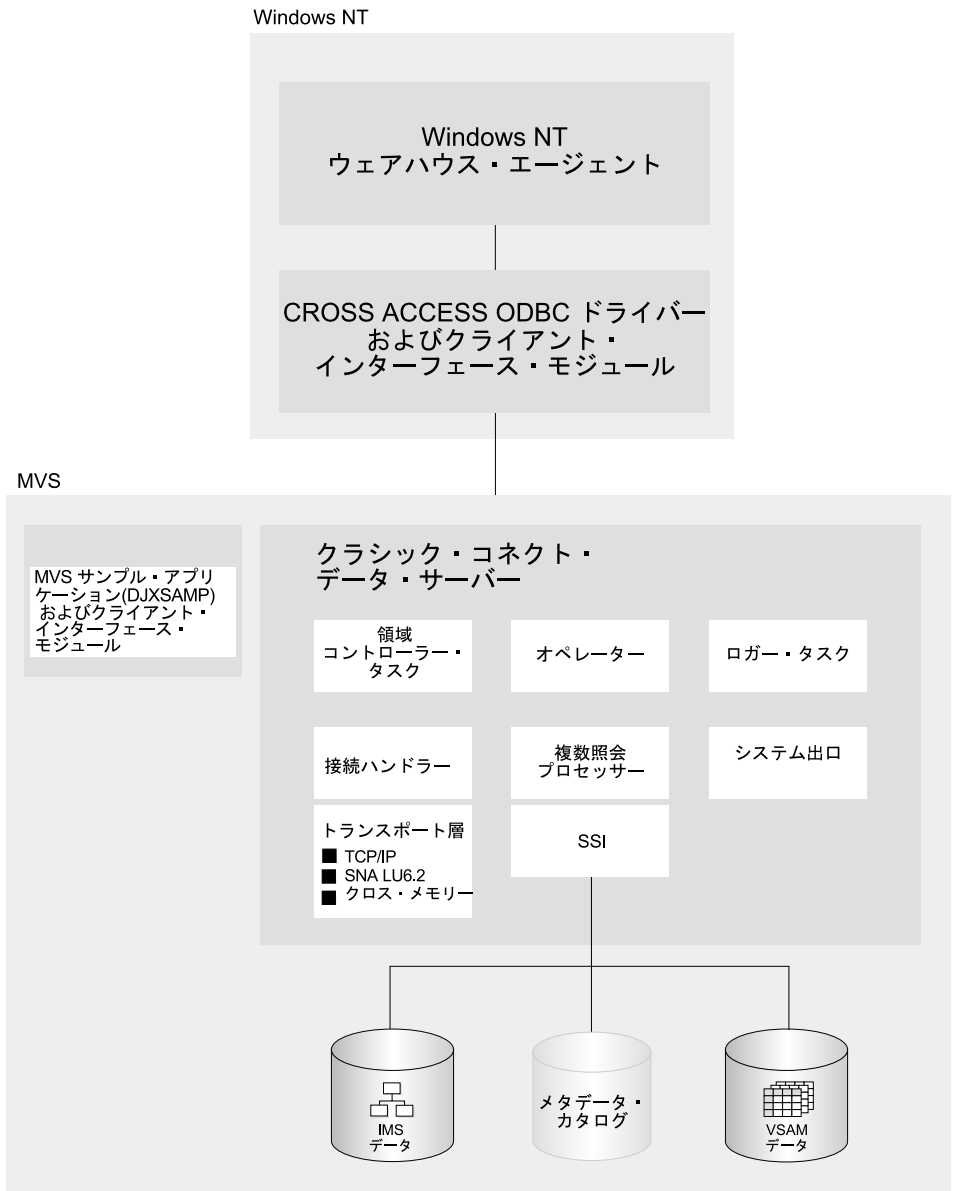 Windows NT
Windows NT
ウェアハウス・エージェント
CROSS ACCESS ODBC ドライバー
およびクライアント・
インターフェース・モジュール
MVS
MVS サンプル・アプリ
ケーション(DJXSAMP)
およびクライアント・
インターフェース・
モジュール
クラシック・コネクト・
データ・サーバー
領域
コントローラー・
タスク
オペレーター
ロガー・タスク
接続ハンドラー
複数照会
プロセッサー
システム出口
トランスポート層
■ TCP/IP
■ SNA LU6.2
■ クロス・メモリー
SSI
IMS
データ
メタデータ・
カタログ
VSAM
データ